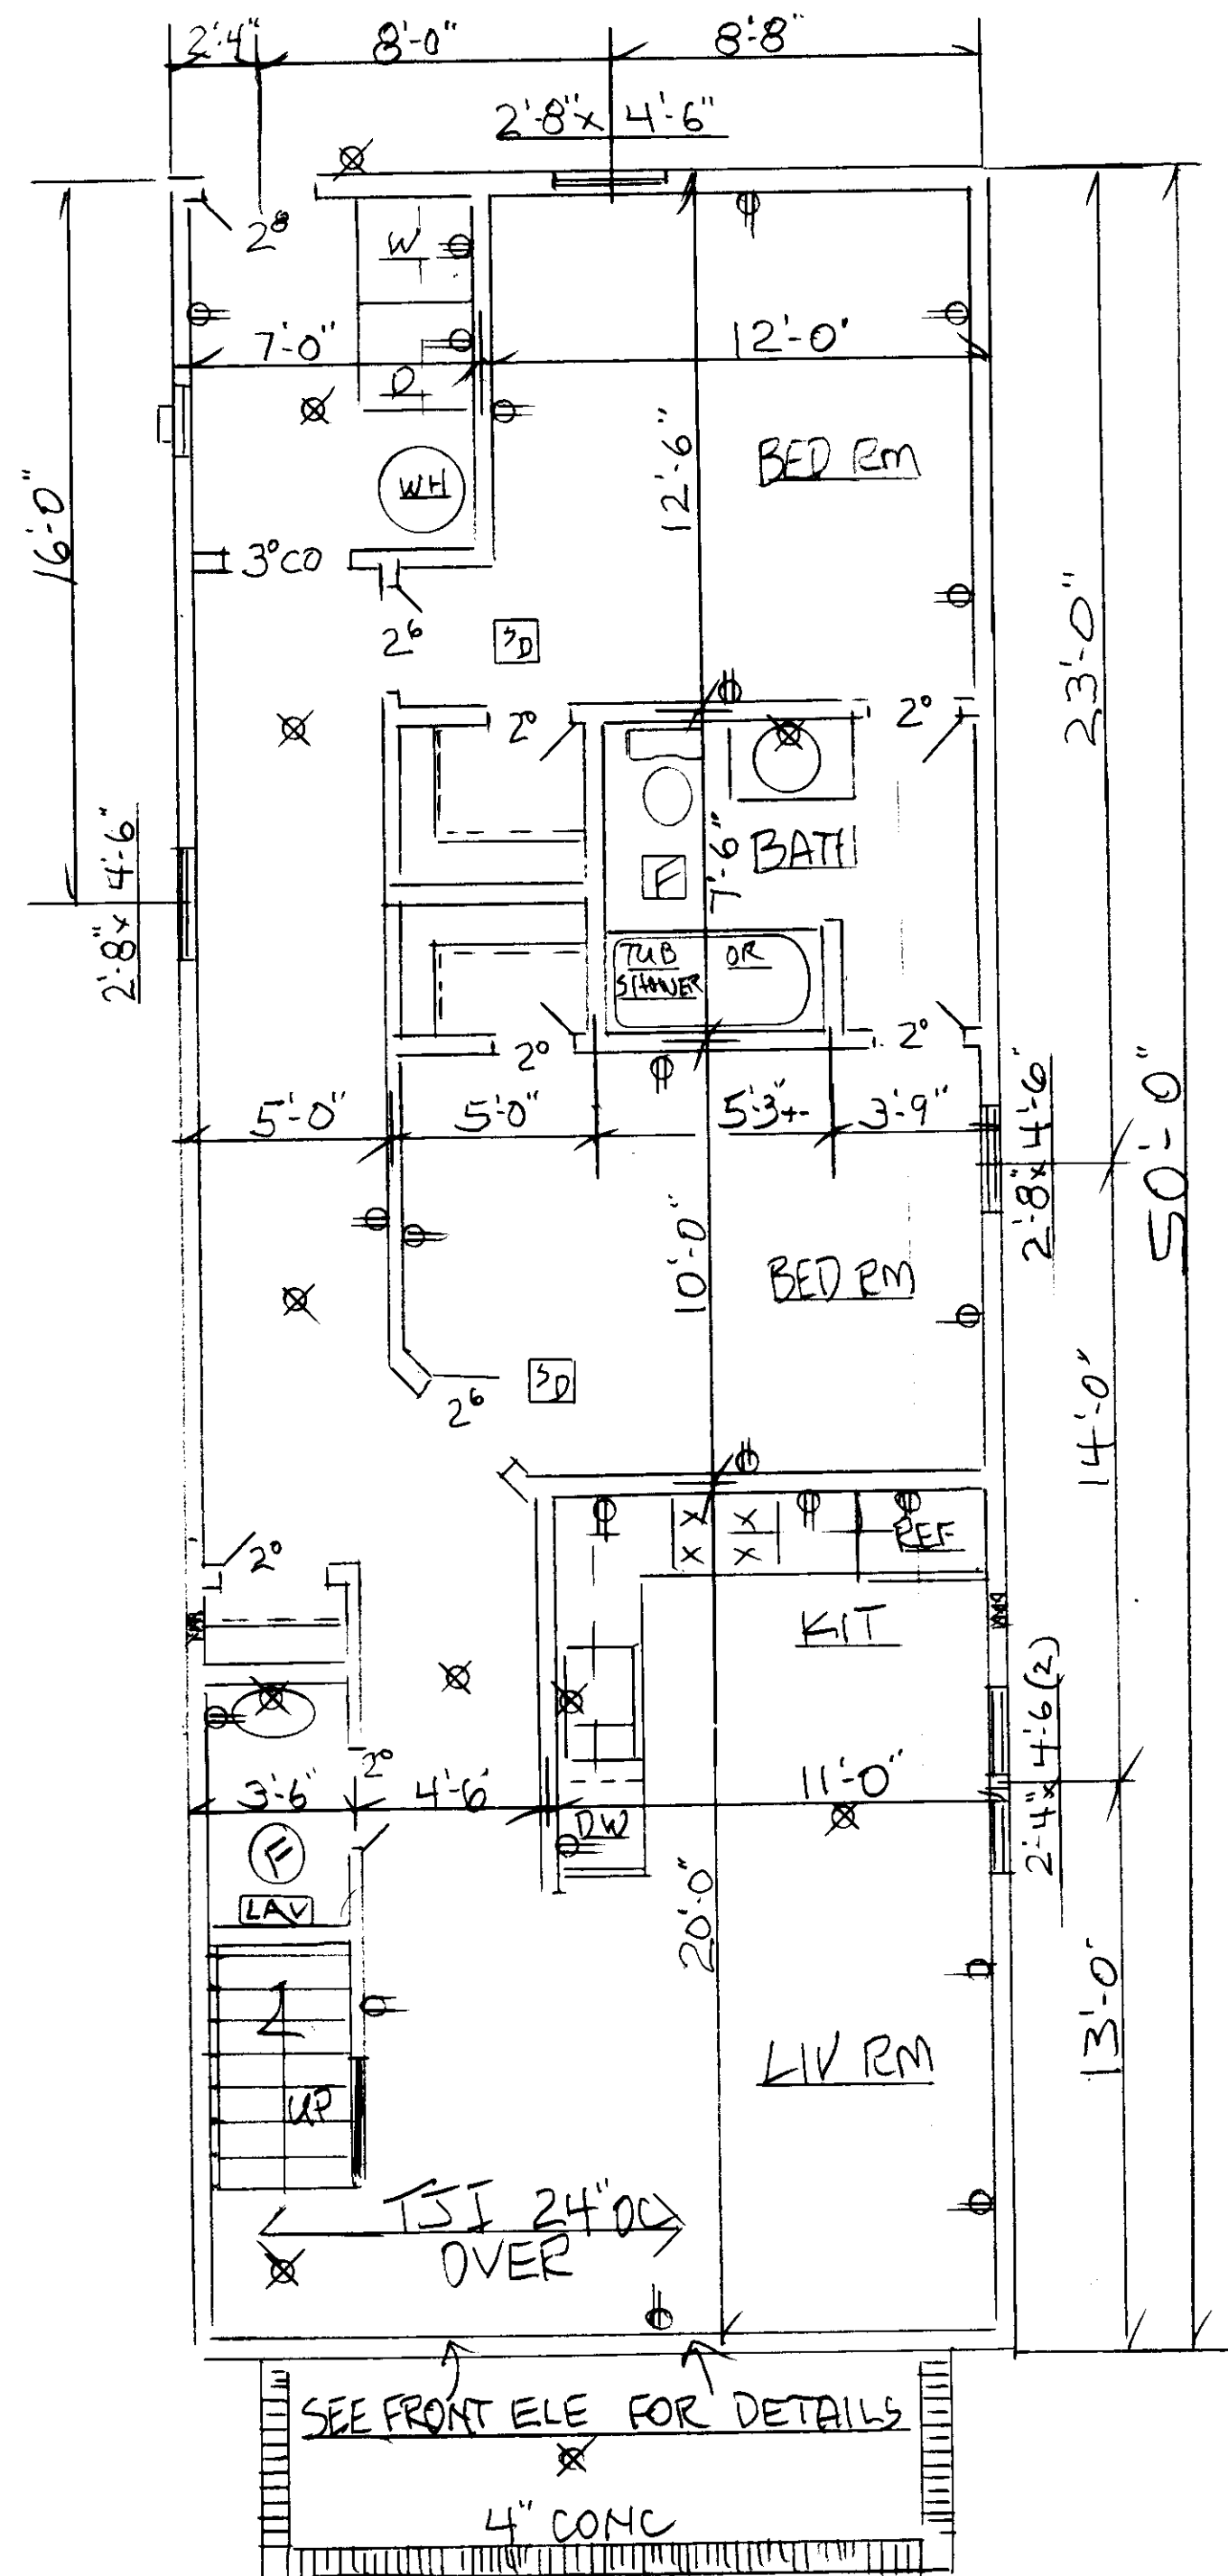 2'-4" 8'-0" 8'-8"
2'-8" x 4'-6"
2⁸
W
7'-0" 12'-0"
D
BED RM
12'-6"
WH
16'-0"
3⁰CO
2⁶
SD
23'-0"
2⁰
2⁰
2'-8" x 4'-6"
7'-6"
BATH
F
TUB OR
SHOWER
2⁰
2⁰
5'-0" 5'-0" 5'-3"+- 3'-9"
2'-8" x 4'-6"
50'-0"
10'-0"
BED RM
14'-0"
2⁶
SD
2⁰
REF
KIT
2'-4" x 4'-6 (2)
2⁰
3'-6" 4'-6" 11'-0"
DW
F
LAV
20'-0"
13'-0"
LIV RM
UP
TJI 24" OC
OVER
SEE FRONT ELE FOR DETAILS
4" CONC